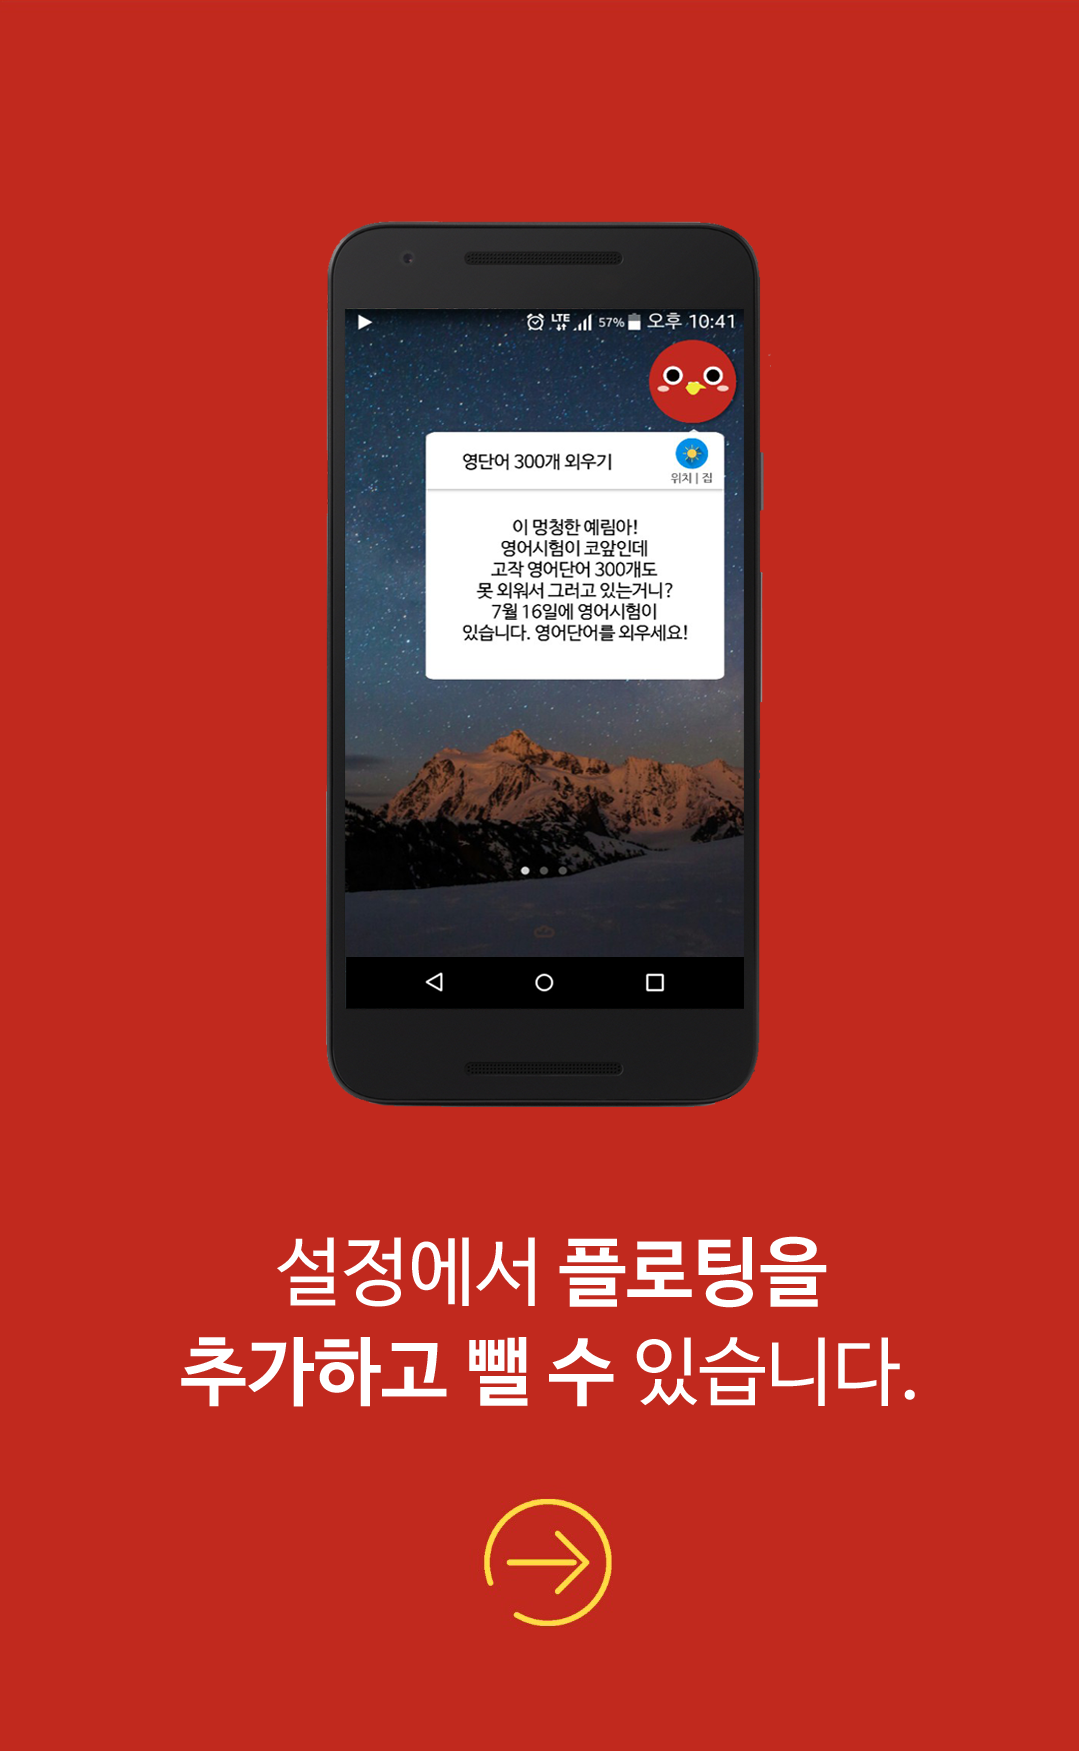 LTE 57% 오후 10:41
영단어 300개 외우기
위치 | 집
이 멍청한 예림아!
영어시험이 코앞인데
고작 영어단어 300개도
못 외워서 그러고 있는거니?
7월 16일에 영어시험이
있습니다. 영어단어를 외우세요!
설정에서 플로팅을
추가하고 뺄 수 있습니다.